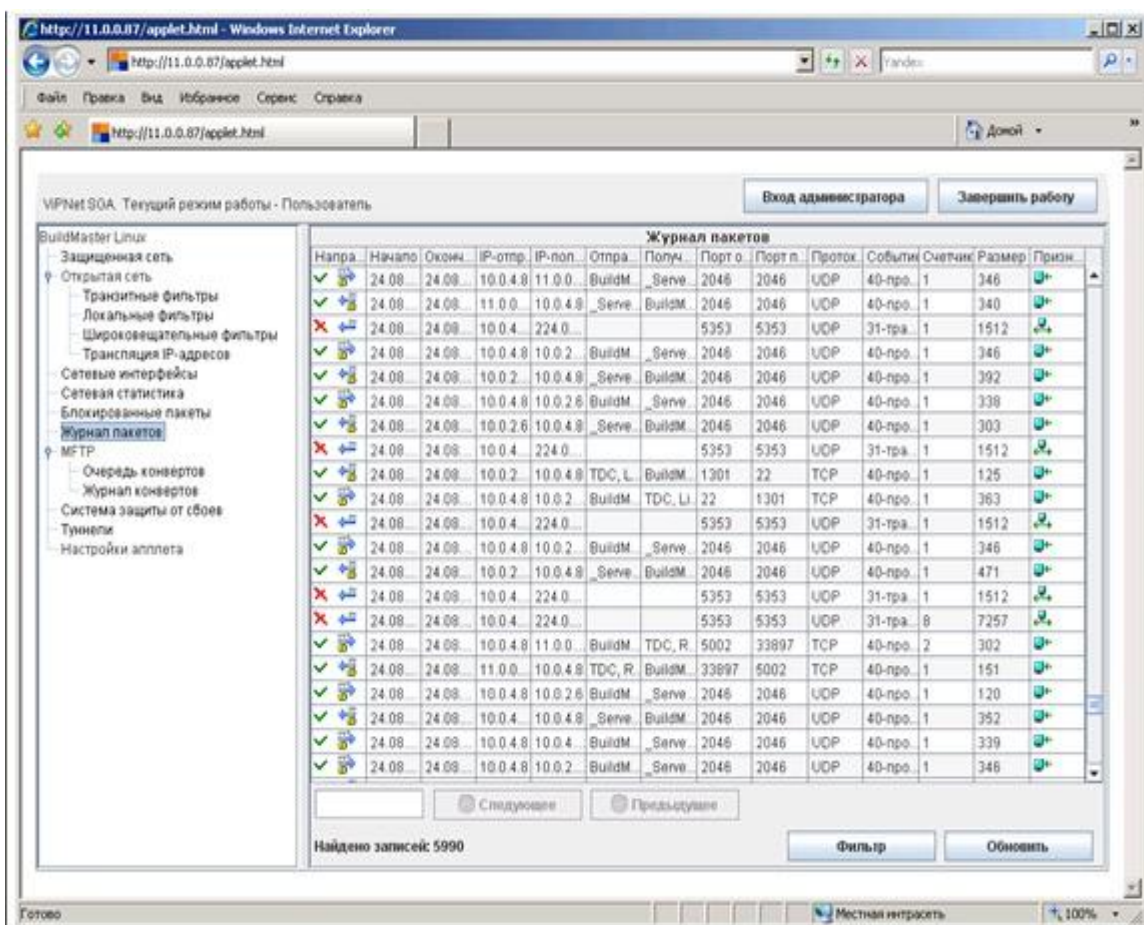 http://11.0.0.87/applet.html - Windows Internet Explorer
http://11.0.0.87/applet.html Yandex
Файл Правка Вид Избранное Сервис Справка
http://11.0.0.87/applet.html Домой
ViPNet SGA. Текущий режим работы - Пользователь Вход администратора Завершить работу
BuildMaster Linux
Защищенная сеть
Открытая сеть
Транзитные фильтры
Локальные фильтры
Широковещательные фильтры
Трансляция IP-адресов
Сетевые интерфейсы
Сетевая статистика
Блокированные пакеты
Журнал пакетов
MFTP
Очередь конвертов
Журнал конвертов
Система защиты от сбоев
Туннели
Настройки апплета
Журнал пакетов
Напра... Начало Оконч... IP-отпр. IP-пол... Отпра... Получ... Порт о... Порт п... Проток... Событие Счетчик Размер Призн...
24.08... 24.08... 10.0.4.8 11.0.0... BuildM... _Serve... 2046 2046 UDP 40-про... 1 346
24.08... 24.08... 11.0.0... 10.0.4.8 _Serve... BuildM... 2046 2046 UDP 40-про... 1 340
24.08... 24.08... 10.0.4... 224.0... 5353 5353 UDP 31-тра... 1 1512
24.08... 24.08... 10.0.4.8 10.0.2... BuildM... _Serve... 2046 2046 UDP 40-про... 1 346
24.08... 24.08... 10.0.2... 10.0.4.8 _Serve... BuildM... 2046 2046 UDP 40-про... 1 392
24.08... 24.08... 10.0.4.8 10.0.2.6 BuildM... _Serve... 2046 2046 UDP 40-про... 1 338
24.08... 24.08... 10.0.2.6 10.0.4.8 _Serve... BuildM... 2046 2046 UDP 40-про... 1 303
24.08... 24.08... 10.0.4... 224.0... 5353 5353 UDP 31-тра... 1 1512
24.08... 24.08... 10.0.2... 10.0.4.8 TDC, L... BuildM... 1301 22 TCP 40-про... 1 125
24.08... 24.08... 10.0.4.8 10.0.2... BuildM... TDC, Li... 22 1301 TCP 40-про... 1 363
24.08... 24.08... 10.0.4... 224.0... 5353 5353 UDP 31-тра... 1 1512
24.08... 24.08... 10.0.4.8 10.0.2... BuildM... _Serve... 2046 2046 UDP 40-про... 1 346
24.08... 24.08... 10.0.2... 10.0.4.8 _Serve... BuildM... 2046 2046 UDP 40-про... 1 471
24.08... 24.08... 10.0.4... 224.0... 5353 5353 UDP 31-тра... 1 1512
24.08... 24.08... 10.0.4... 224.0... 5353 5353 UDP 31-тра... 8 7257
24.08... 24.08... 10.0.4.8 11.0.0... BuildM... TDC, R... 5002 33897 TCP 40-про... 2 302
24.08... 24.08... 11.0.0... 10.0.4.8 TDC, R... BuildM... 33897 5002 TCP 40-про... 1 151
24.08... 24.08... 10.0.4.8 10.0.2.6 BuildM... _Serve... 2046 2046 UDP 40-про... 1 120
24.08... 24.08... 10.0.4... 10.0.4.8 _Serve... BuildM... 2046 2046 UDP 40-про... 1 352
24.08... 24.08... 10.0.4.8 10.0.4... BuildM... _Serve... 2046 2046 UDP 40-про... 1 339
24.08... 24.08... 10.0.4.8 10.0.2... BuildM... _Serve... 2046 2046 UDP 40-про... 1 346
Следующее Предыдущее
Найдено записей: 5990 Фильтр Обновить
Готово Местная интрасеть 100%